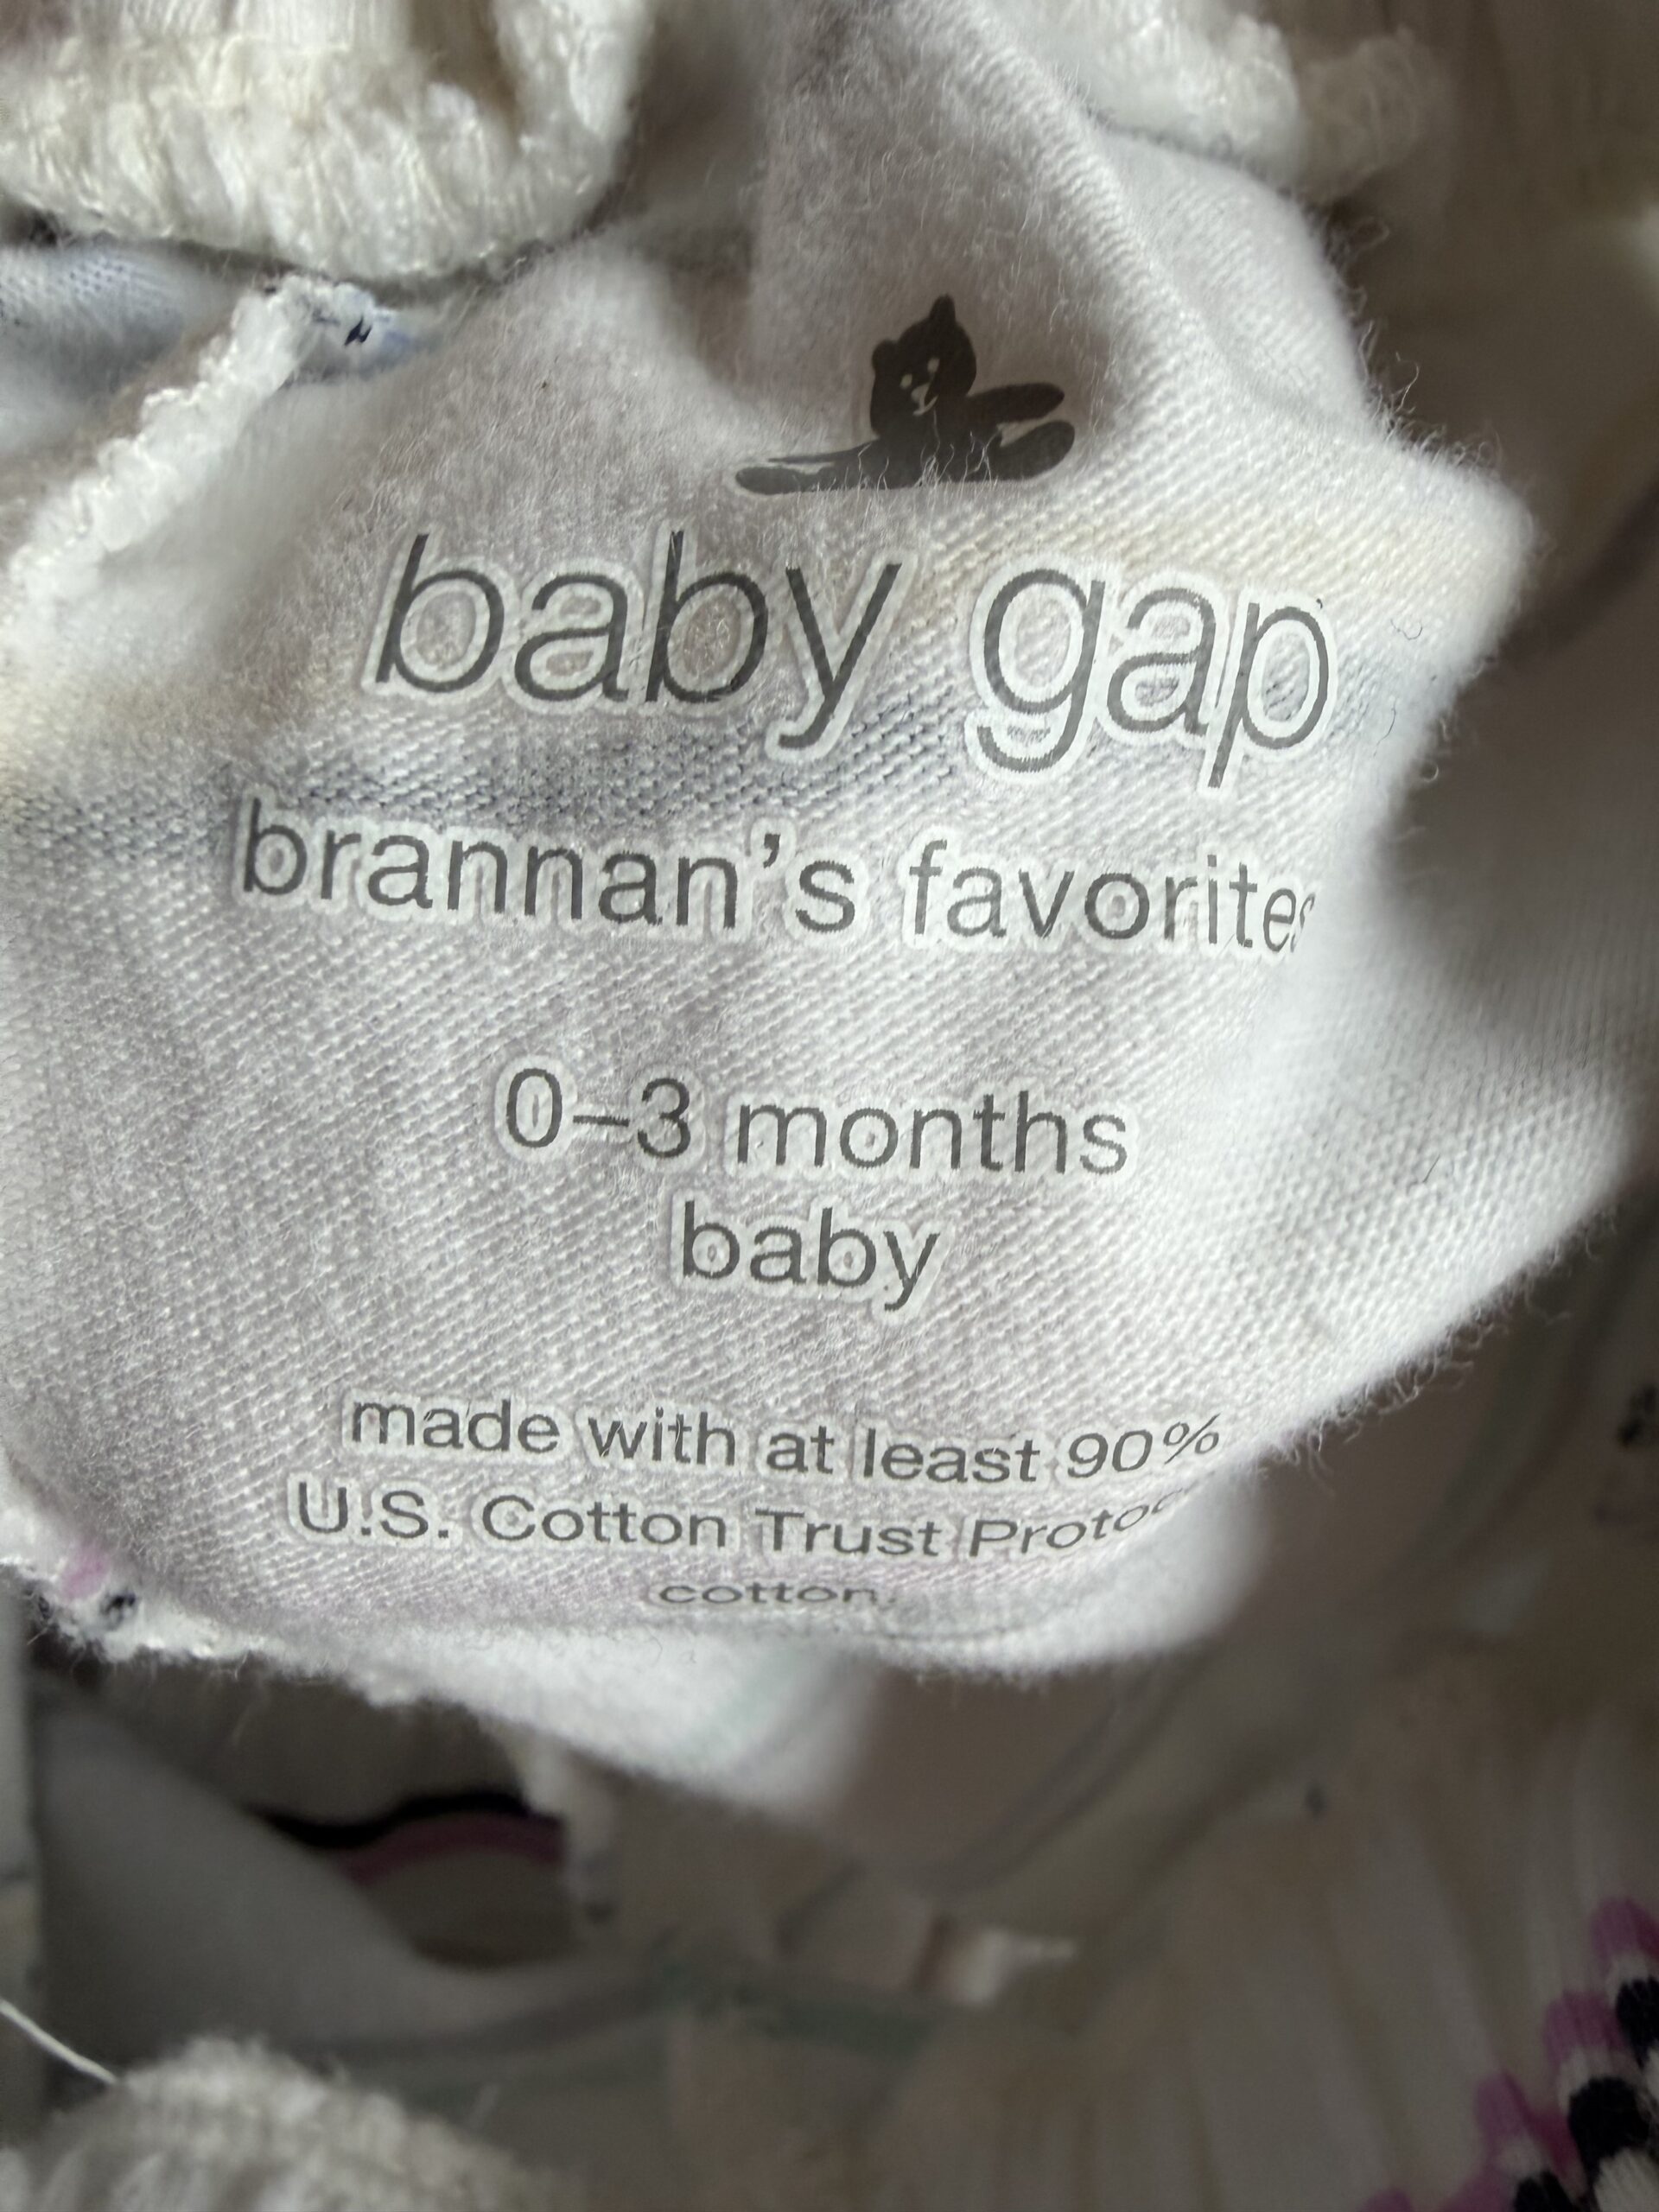 baby gap
brannan's favorites
0–3 months
baby
made with at least 90%
U.S. Cotton Trust
cotton.